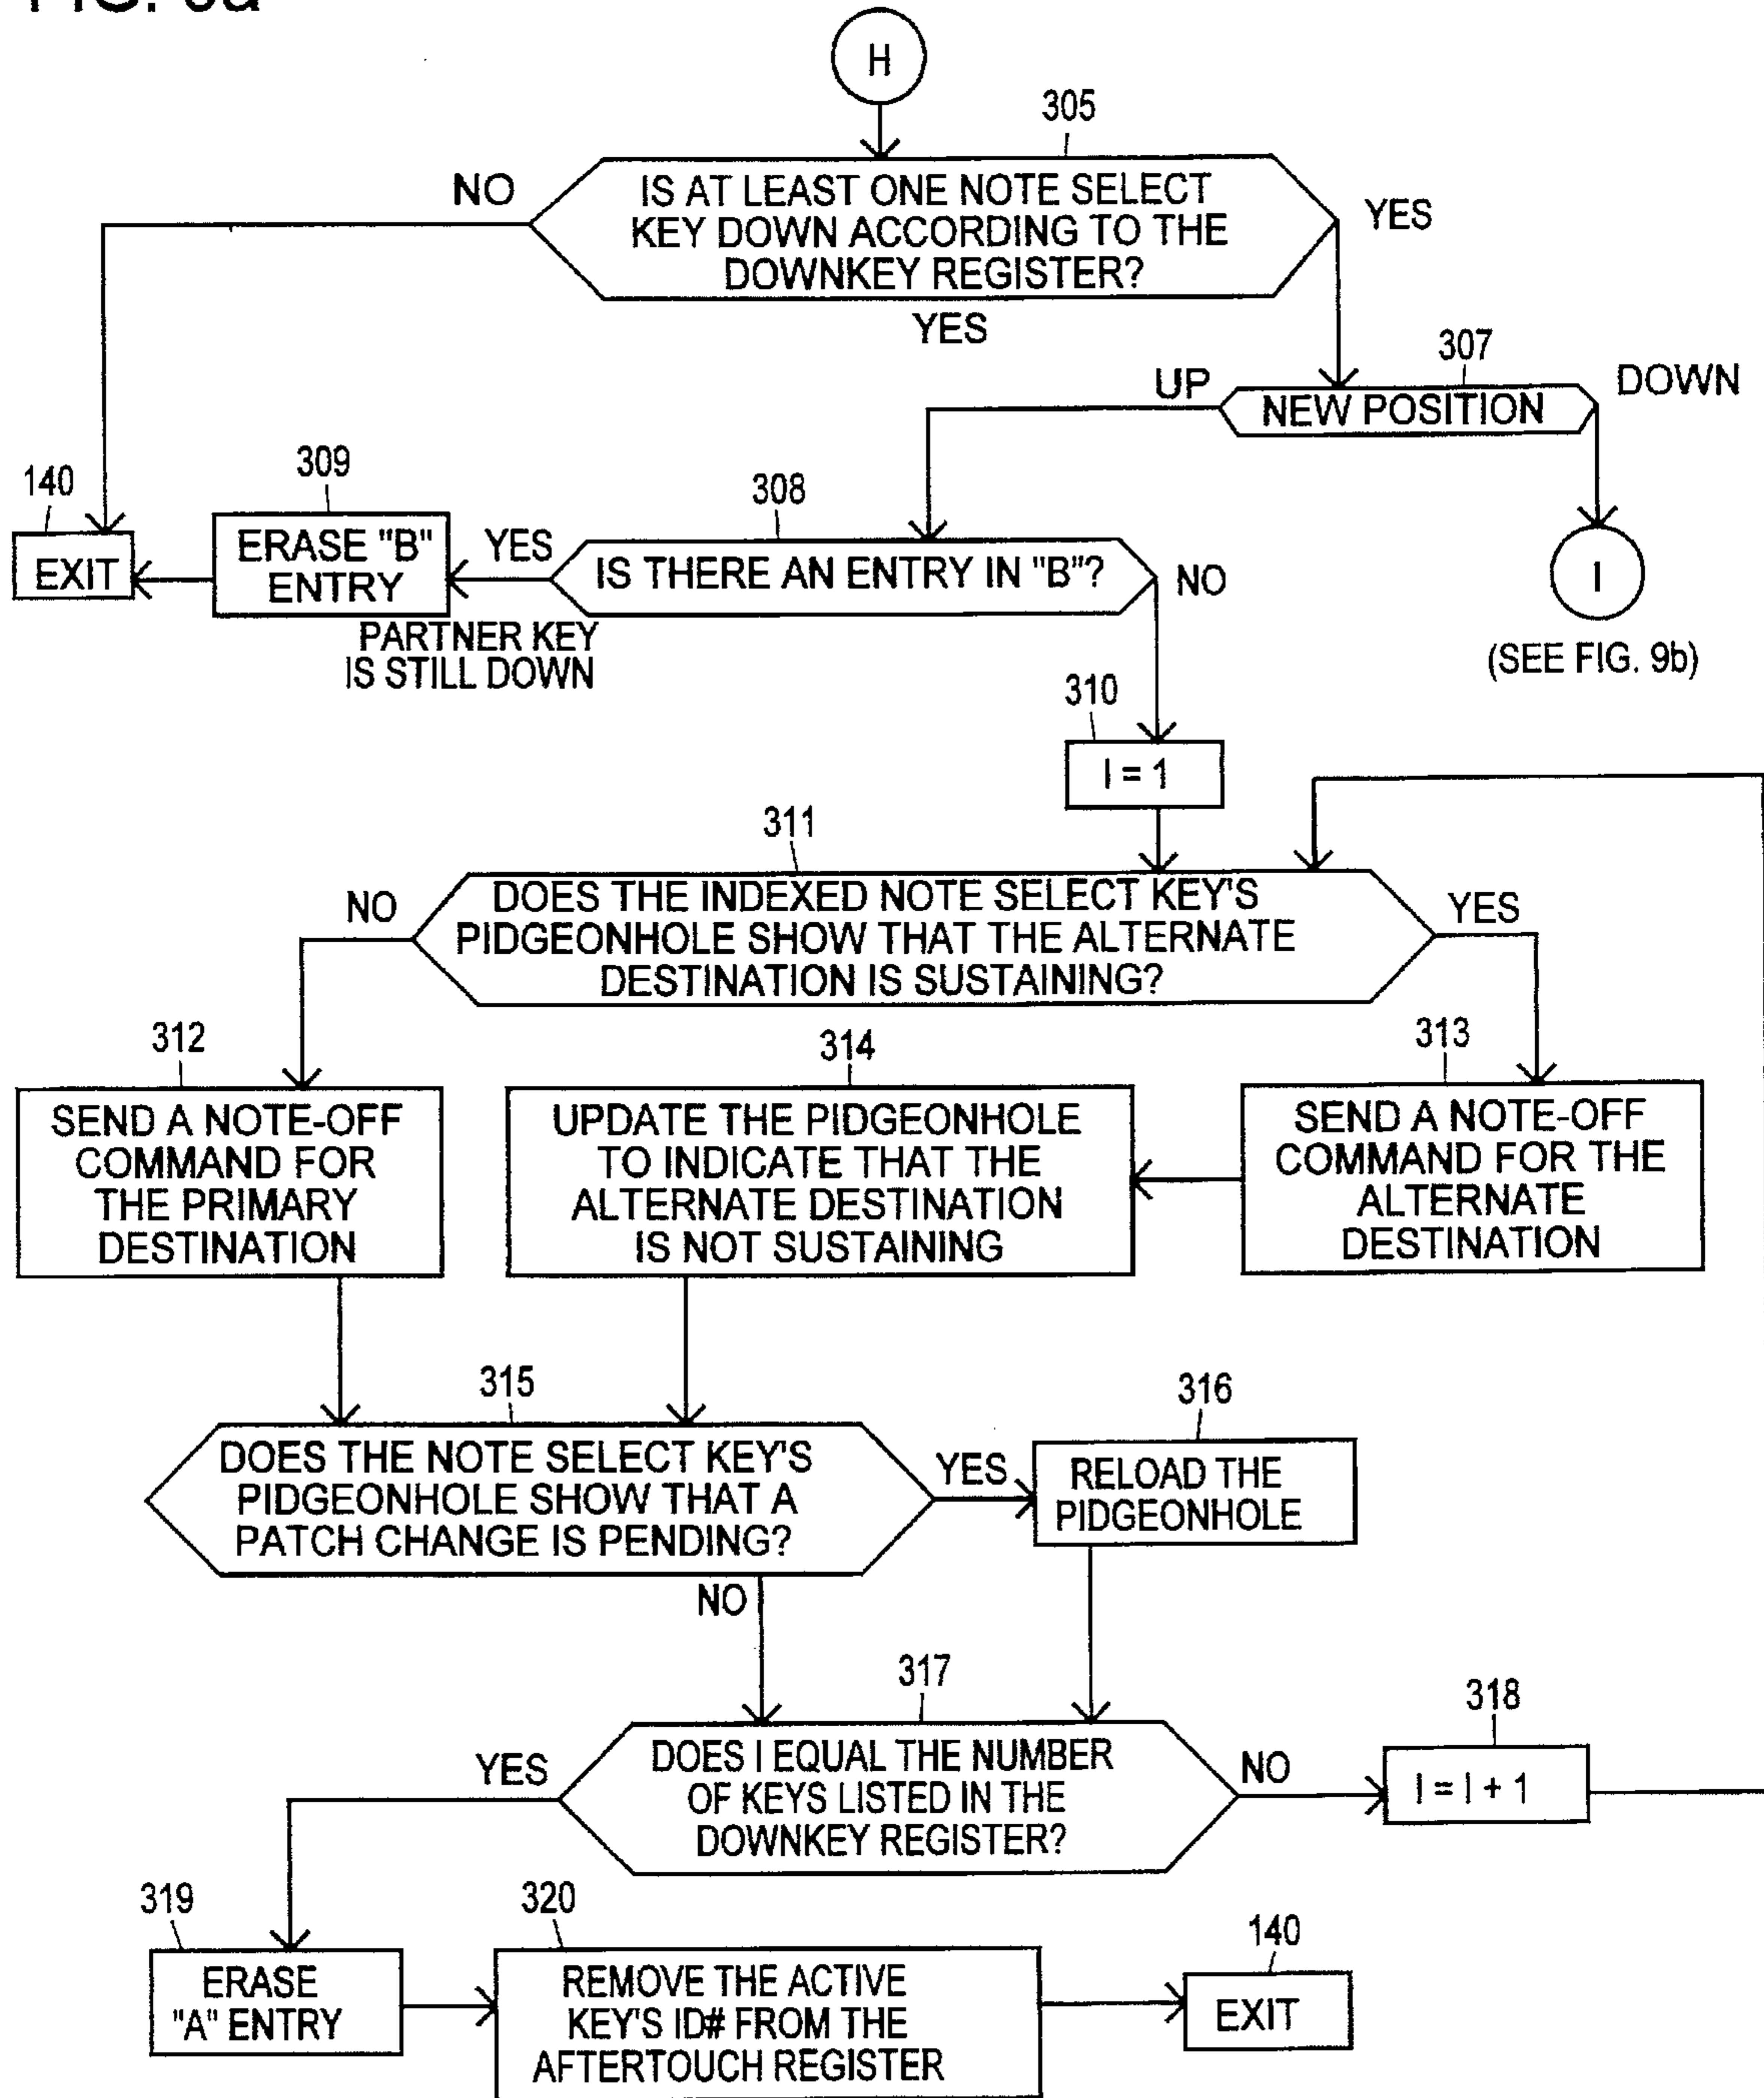 H
305
NO
IS AT LEAST ONE NOTE SELECT
KEY DOWN ACCORDING TO THE
DOWNKEY REGISTER?
YES
YES
307
UP
NEW POSITION
DOWN
140
EXIT
309
ERASE "B"
ENTRY
YES
308
IS THERE AN ENTRY IN "B"?
NO
I
(SEE FIG. 9b)
PARTNER KEY
IS STILL DOWN
310
I = 1
311
NO
DOES THE INDEXED NOTE SELECT KEY'S
PIDGEONHOLE SHOW THAT THE ALTERNATE
DESTINATION IS SUSTAINING?
YES
312
SEND A NOTE-OFF
COMMAND FOR
THE PRIMARY
DESTINATION
314
UPDATE THE PIDGEONHOLE
TO INDICATE THAT THE
ALTERNATE DESTINATION
IS NOT SUSTAINING
313
SEND A NOTE-OFF
COMMAND FOR THE
ALTERNATE
DESTINATION
315
DOES THE NOTE SELECT KEY'S
PIDGEONHOLE SHOW THAT A
PATCH CHANGE IS PENDING?
YES
316
RELOAD THE
PIDGEONHOLE
NO
317
YES
DOES I EQUAL THE NUMBER
OF KEYS LISTED IN THE
DOWNKEY REGISTER?
NO
318
I = I + 1
319
ERASE
"A" ENTRY
320
REMOVE THE ACTIVE
KEY'S ID# FROM THE
AFTERTOUCH REGISTER
140
EXIT